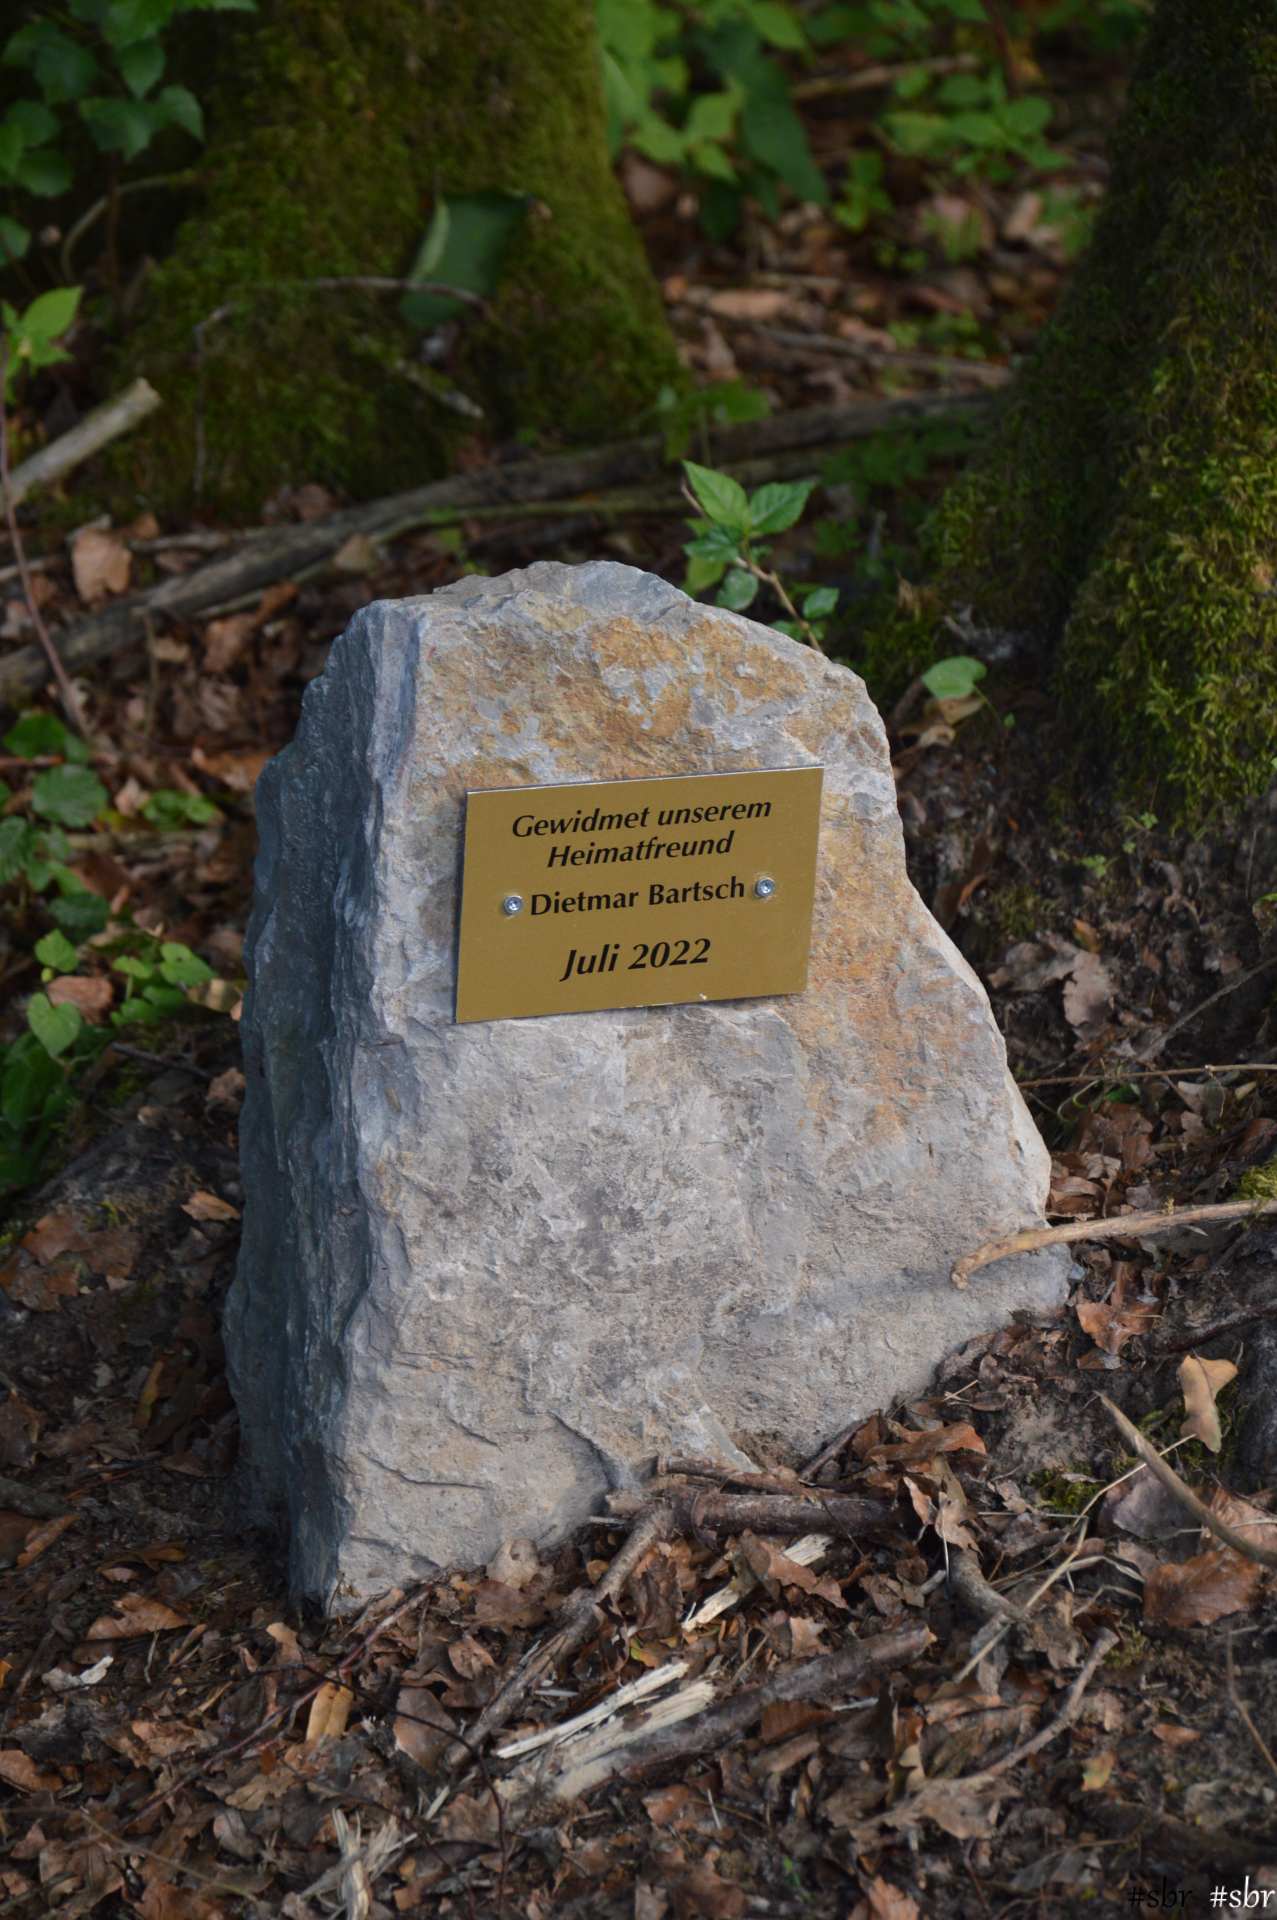 Gewidmet unserem
Heimatfreund
Dietmar Bartsch
Juli 2022
#sbr #sbr